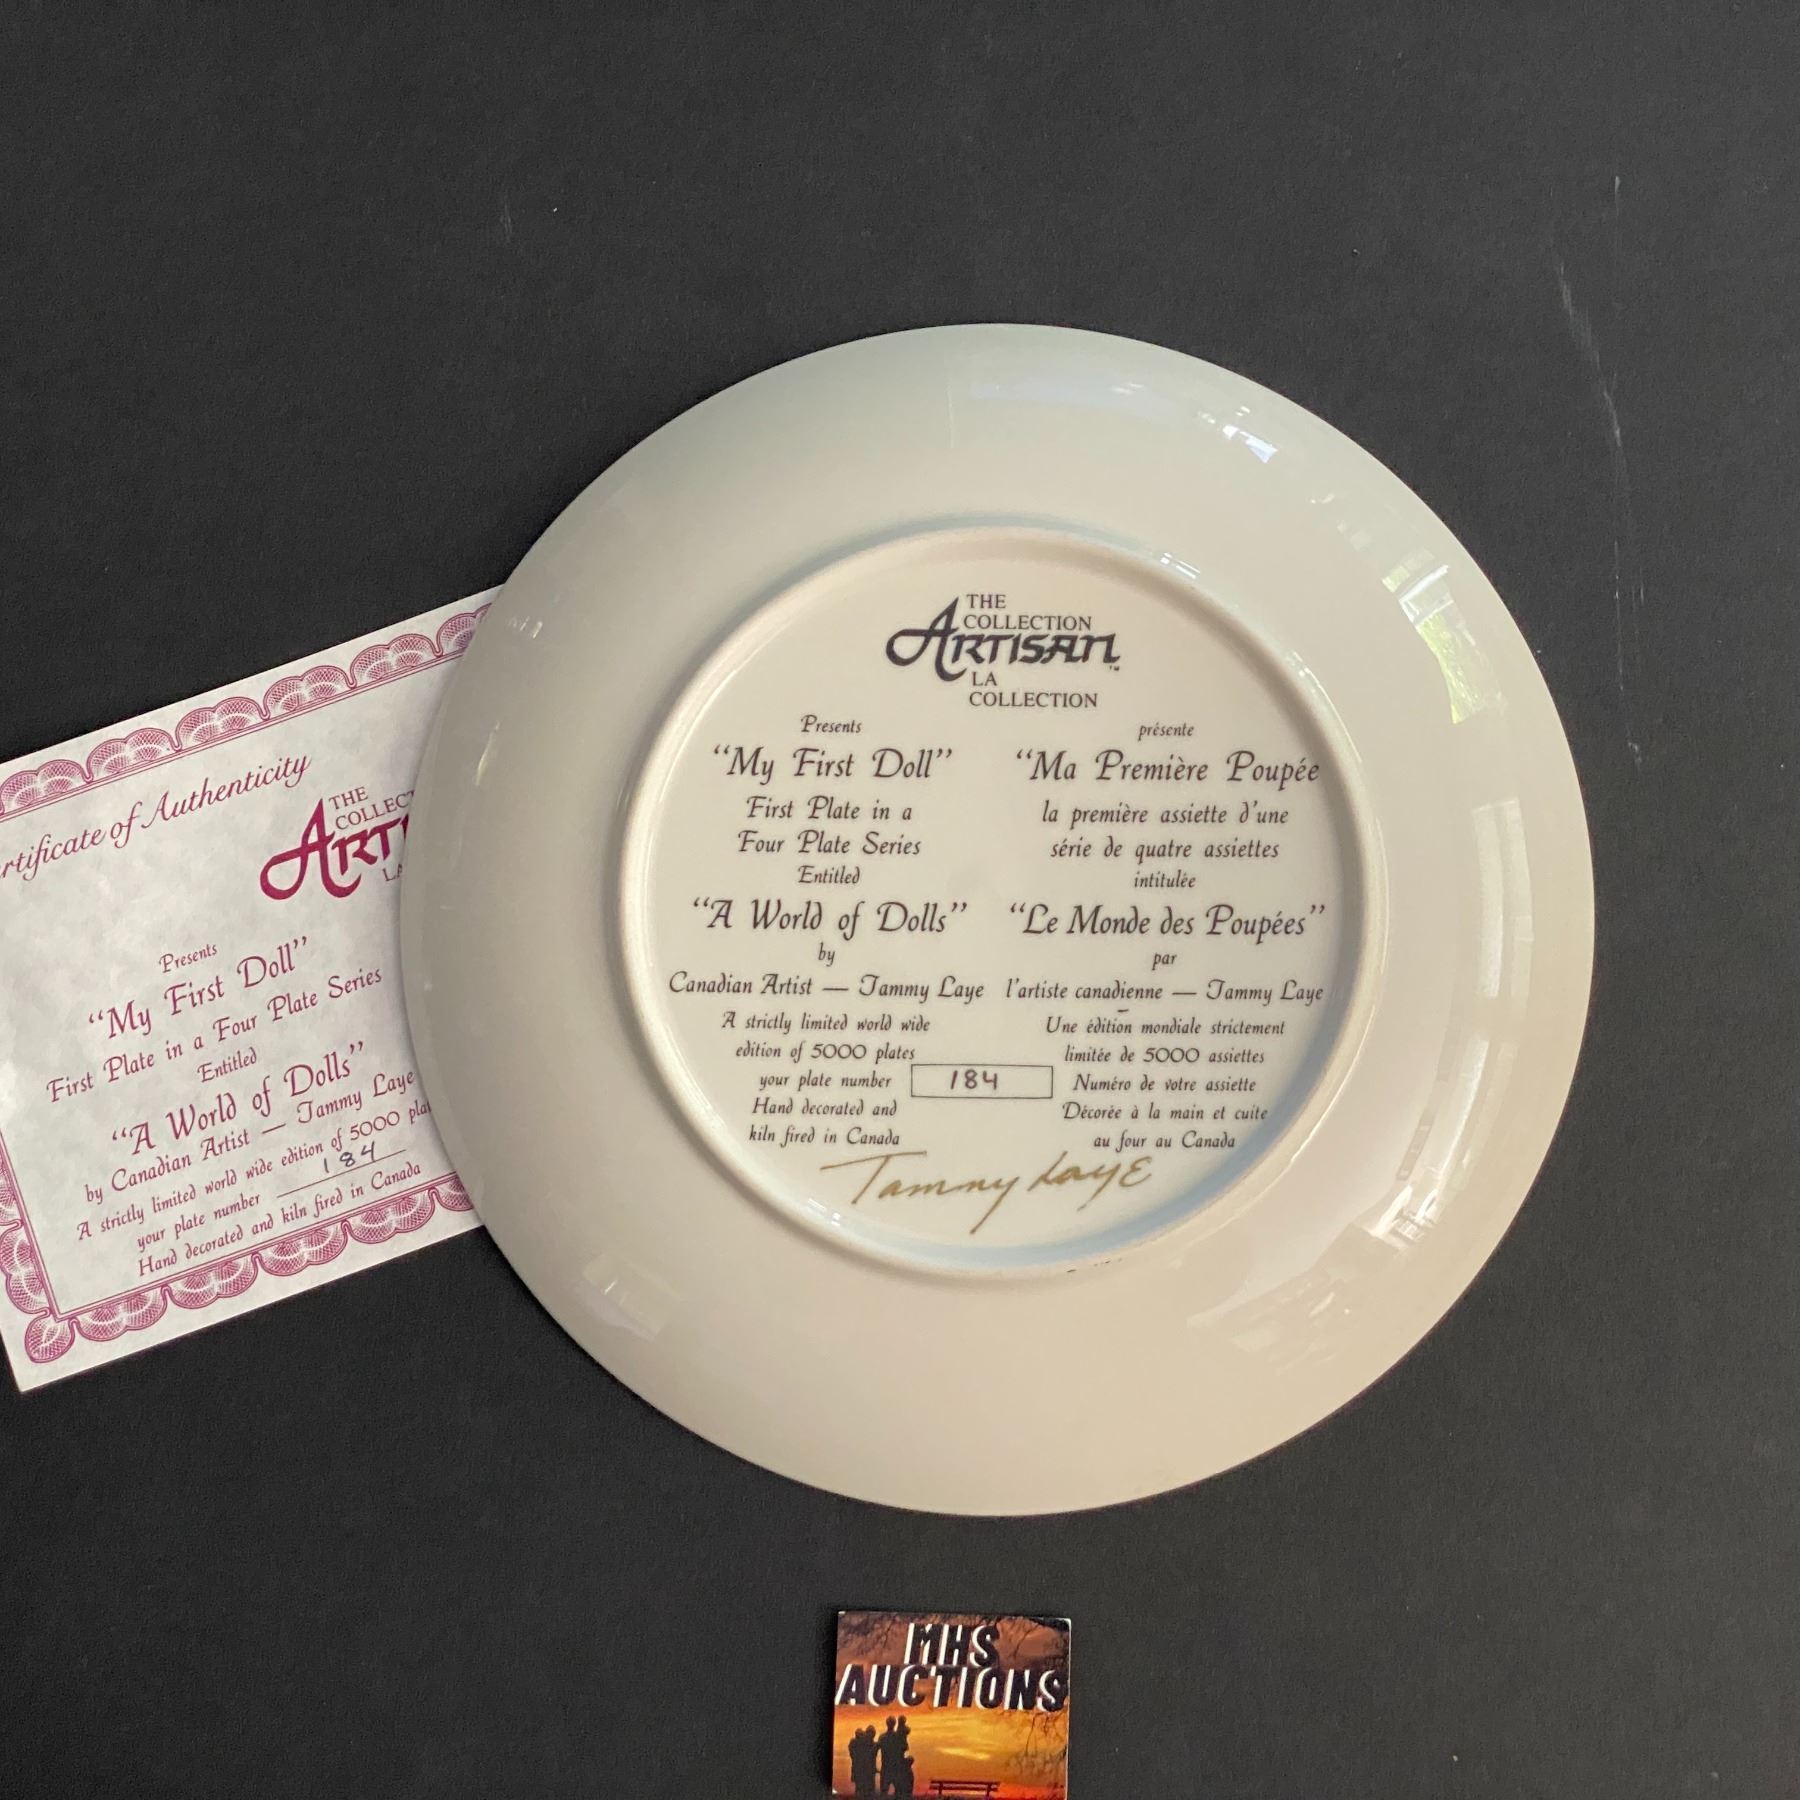 THE
COLLECTION
ARTISAN™
LA
COLLECTION
Presents
“My First Doll”
First Plate in a
Four Plate Series
Entitled
“A World of Dolls”
by
Canadian Artist — Tammy Laye
A strictly limited world wide
edition of 5000 plates
your plate number
Hand decorated and
kiln fired in Canada
présente
“Ma Première Poupée
la première assiette d’une
série de quatre assiettes
intitulée
“Le Monde des Poupées”
par
l’artiste canadienne — Tammy Laye
Une édition mondiale strictement
limitée de 5000 assiettes
Numéro de votre assiette
Décorée à la main et cuite
au four au Canada
184
Tammy Laye
of Authenticity
THE
Presents
“My First Doll”
First Plate in a Four Plate Series
Entitled
“A World of Dolls”
by Canadian Artist — Tammy Laye
A strictly limited world wide edition of 5000
your plate number 184
Hand decorated and kiln fired in Canada
MHS
AUCTIONS